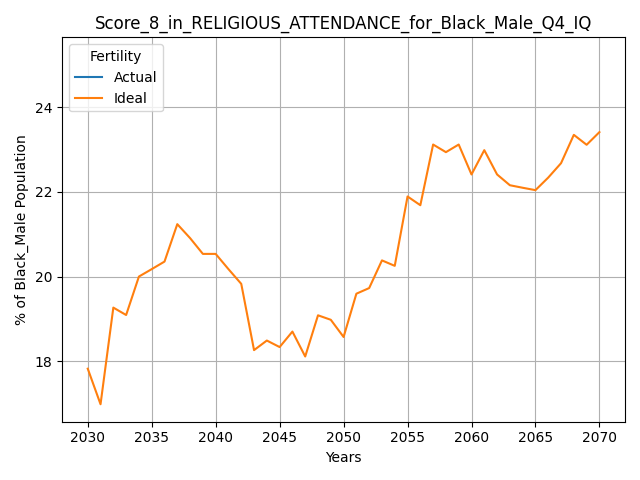 Score_8_in_RELIGIOUS_ATTENDANCE_for_Black_Male_Q4_IQ
Fertility
Actual
Ideal
% of Black_Male Population
24
22
20
18
2030 2035 2040 2045 2050 2055 2060 2065 2070
Years